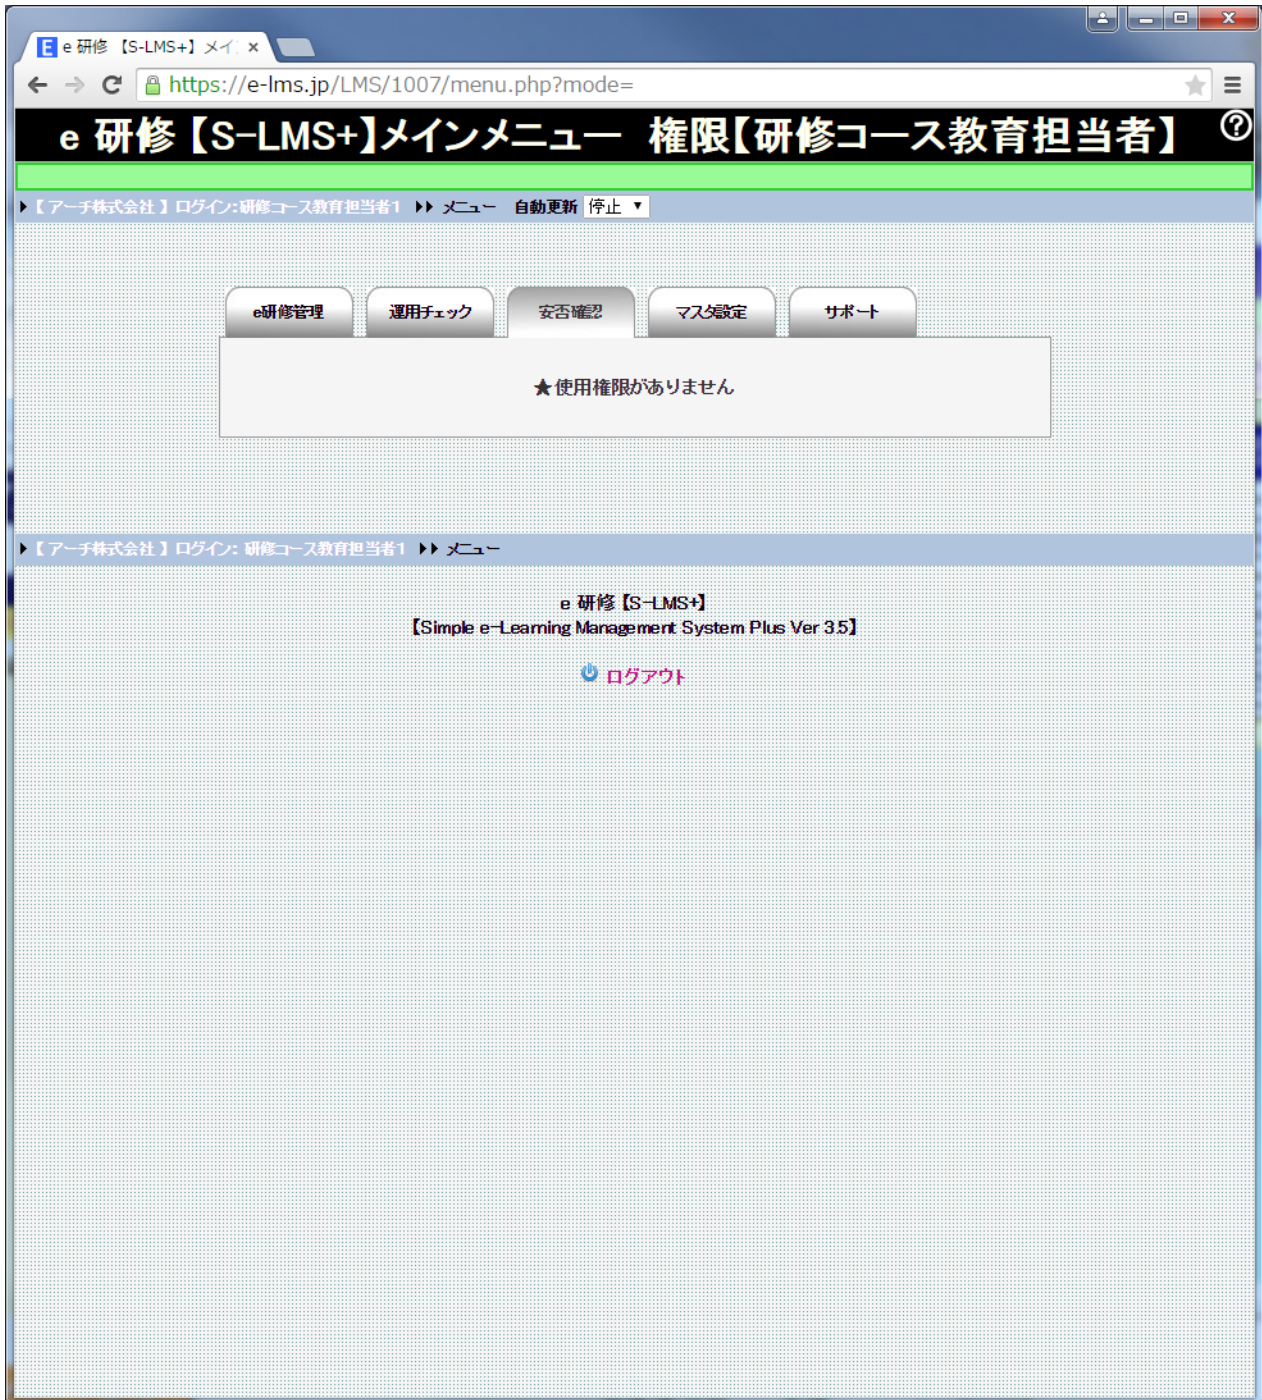 e 研修 【S-LMS+】メイ
https://e-lms.jp/LMS/1007/menu.php?mode=
e 研修【S-LMS+】メインメニュー 権限【研修コース教育担当者】
【 アーチ株式会社 】ログイン:研修コース教育担当者1 メニュー 自動更新 停止
e研修管理 運用チェック 安否確認 マスタ設定 サポート
★使用権限がありません
【 アーチ株式会社 】ログイン: 研修コース教育担当者1 メニュー
e 研修【S-LMS+】
【Simple e-Learning Management System Plus Ver 3.5】
ログアウト